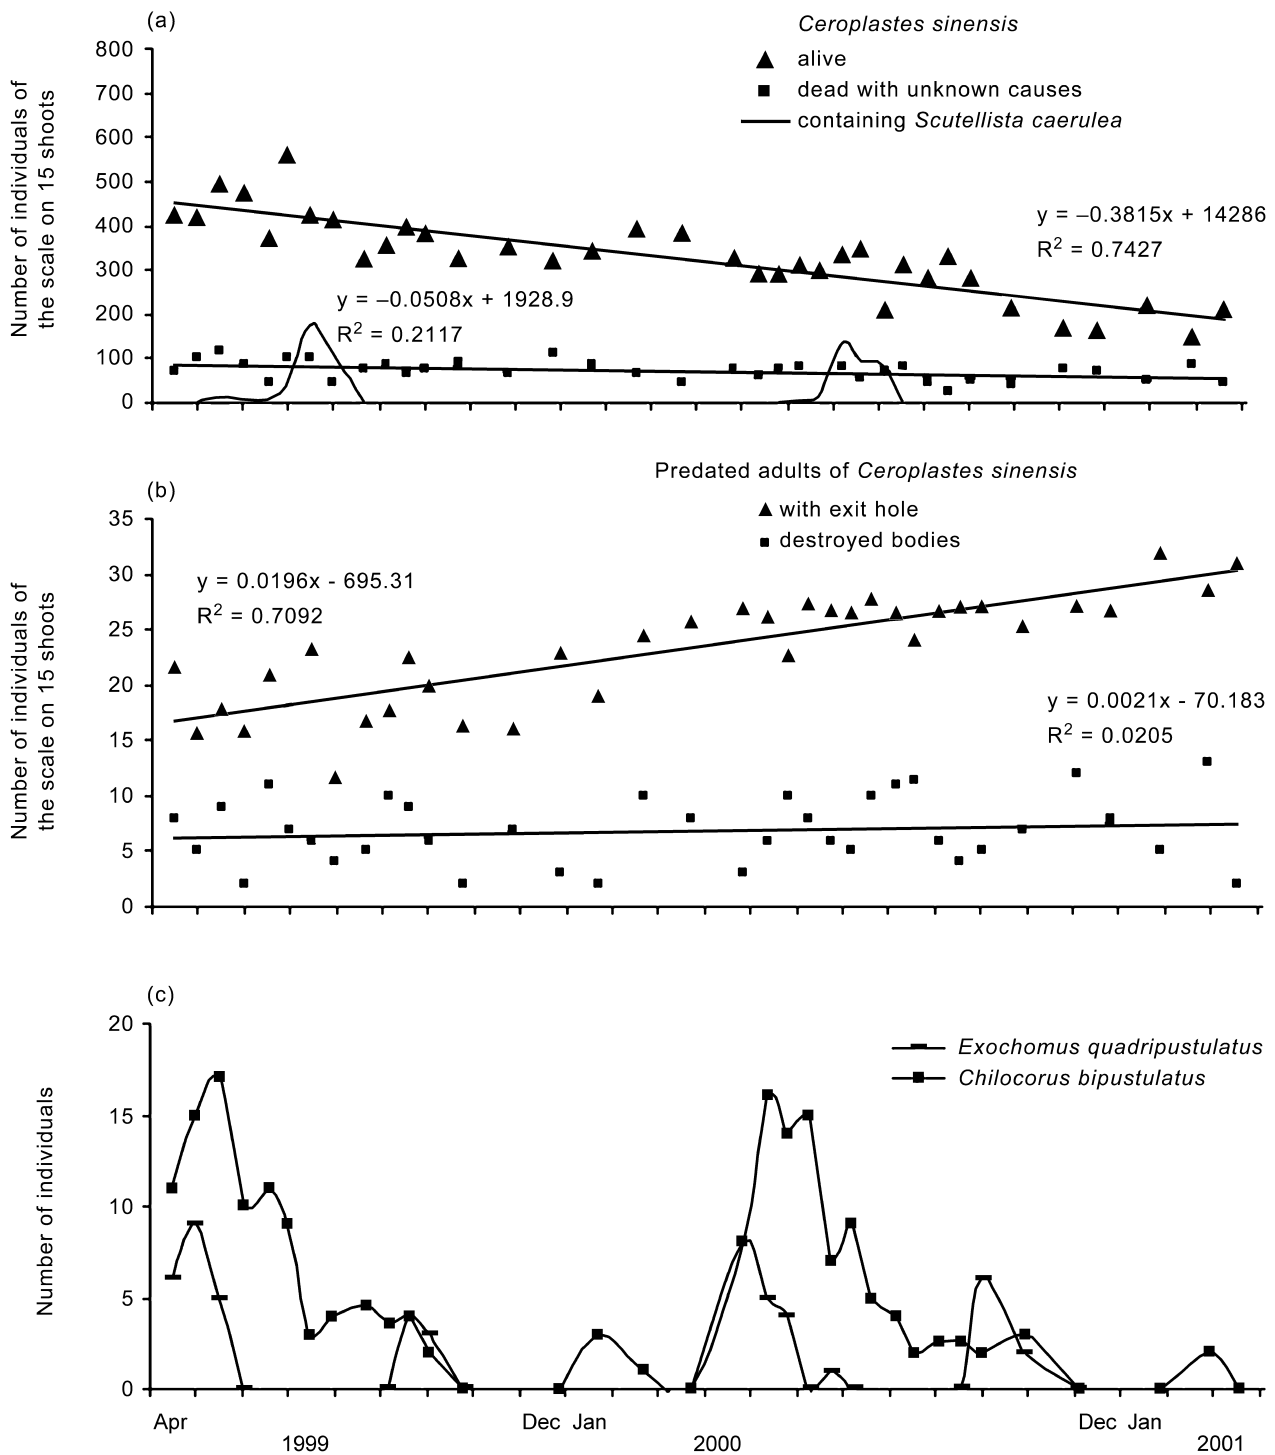 (a)
Ceroplastes sinensis
alive
dead with unknown causes
containing Scutellista caerulea
Number of individuals of
the scale on 15 shoots
800
700
600
500
400
300
200
100
0
y = –0.3815x + 14286
R² = 0.7427
y = –0.0508x + 1928.9
R² = 0.2117
(b)
Predated adults of Ceroplastes sinensis
with exit hole
destroyed bodies
Number of individuals of
the scale on 15 shoots
35
30
25
20
15
10
5
0
y = 0.0196x - 695.31
R² = 0.7092
y = 0.0021x - 70.183
R² = 0.0205
(c)
Exochomus quadripustulatus
Chilocorus bipustulatus
Number of individuals
20
15
10
5
0
Apr Dec Jan Dec Jan
1999 2000 2001